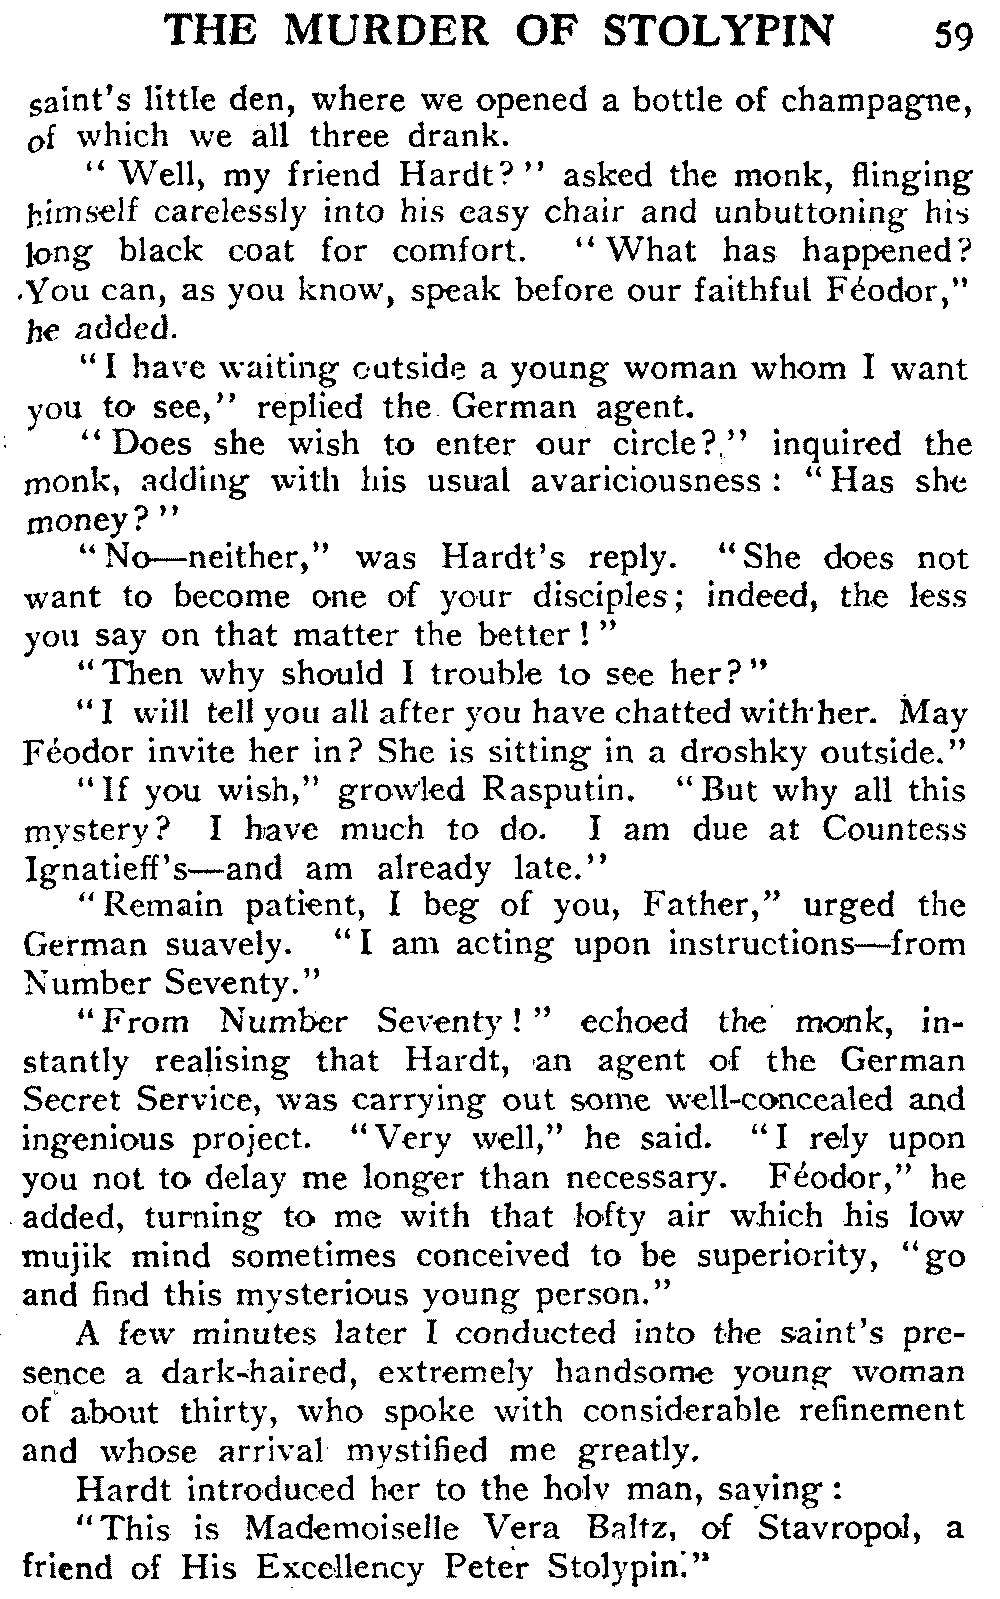 THE MURDER OF STOLYPIN 59
saint's little den, where we opened a bottle of champagne,
of which we all three drank.
"Well, my friend Hardt?" asked the monk, flinging
himself carelessly into his easy chair and unbuttoning his
long black coat for comfort. "What has happened?
You can, as you know, speak before our faithful Féodor,"
he added.
"I have waiting outside a young woman whom I want
you to see," replied the German agent.
"Does she wish to enter our circle?," inquired the
monk, adding with his usual avariciousness: "Has she
money?"
"No—neither," was Hardt's reply. "She does not
want to become one of your disciples; indeed, the less
you say on that matter the better!"
"Then why should I trouble to see her?"
"I will tell you all after you have chatted with her. May
Féodor invite her in? She is sitting in a droshky outside."
"If you wish," growled Rasputin. "But why all this
mystery? I have much to do. I am due at Countess
Ignatieff's—and am already late."
"Remain patient, I beg of you, Father," urged the
German suavely. "I am acting upon instructions—from
Number Seventy."
"From Number Seventy!" echoed the monk, in-
stantly realising that Hardt, an agent of the German
Secret Service, was carrying out some well-concealed and
ingenious project. "Very well," he said. "I rely upon
you not to delay me longer than necessary. Féodor," he
added, turning to me with that lofty air which his low
mujik mind sometimes conceived to be superiority, "go
and find this mysterious young person."
A few minutes later I conducted into the saint's pre-
sence a dark-haired, extremely handsome young woman
of about thirty, who spoke with considerable refinement
and whose arrival mystified me greatly.
Hardt introduced her to the holy man, saying:
"This is Mademoiselle Vera Baltz, of Stavropol, a
friend of His Excellency Peter Stolypin."